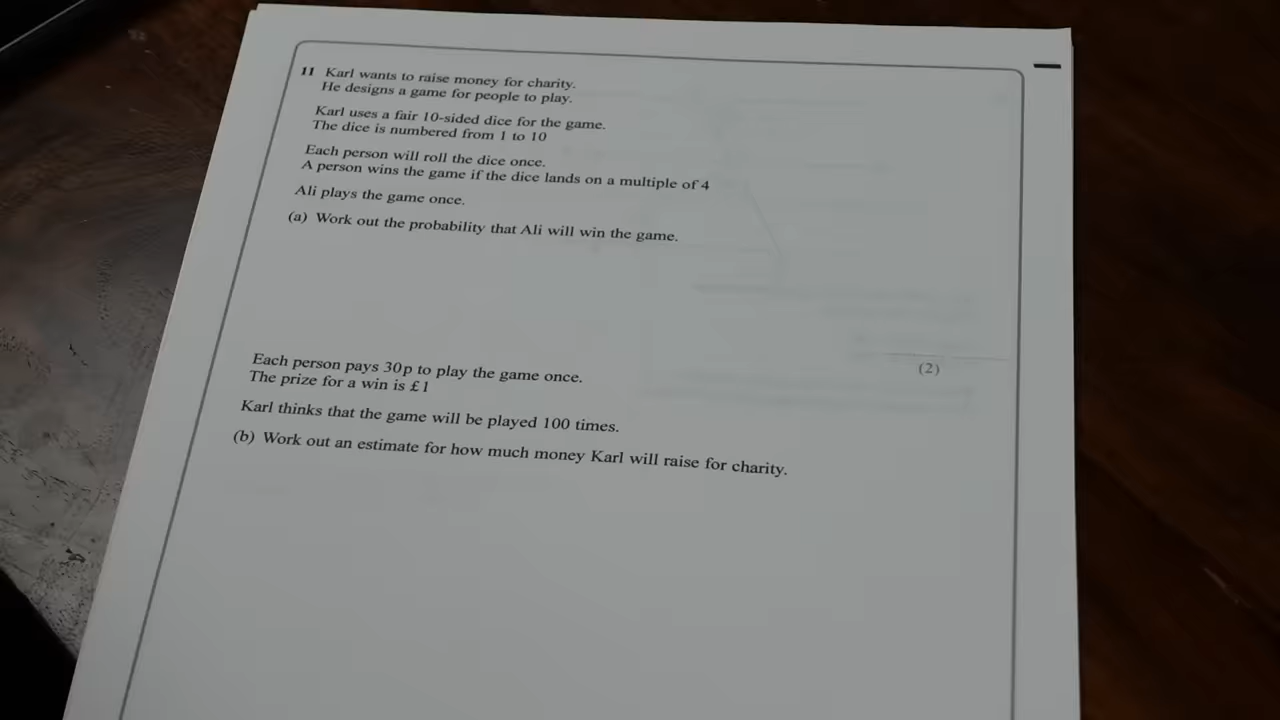 11 Karl wants to raise money for charity.
He designs a game for people to play.
Karl uses a fair 10-sided dice for the game.
The dice is numbered from 1 to 10
Each person will roll the dice once.
A person wins the game if the dice lands on a multiple of 4
Ali plays the game once.
(a) Work out the probability that Ali will win the game.
(2)
Each person pays 30p to play the game once.
The prize for a win is £1
Karl thinks that the game will be played 100 times.
(b) Work out an estimate for how much money Karl will raise for charity.